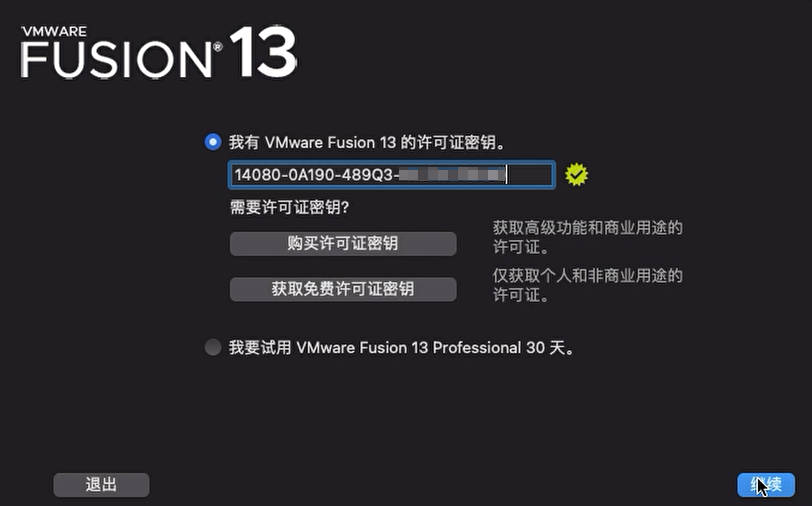 VMWARE
FUSION® 13
我有 VMware Fusion 13 的许可证密钥。
14080-0A190-489Q3-
需要许可证密钥?
购买许可证密钥
获取高级功能和商业用途的
许可证。
获取免费许可证密钥
仅获取个人和非商业用途的
许可证。
我要试用 VMware Fusion 13 Professional 30 天。
退出
继续